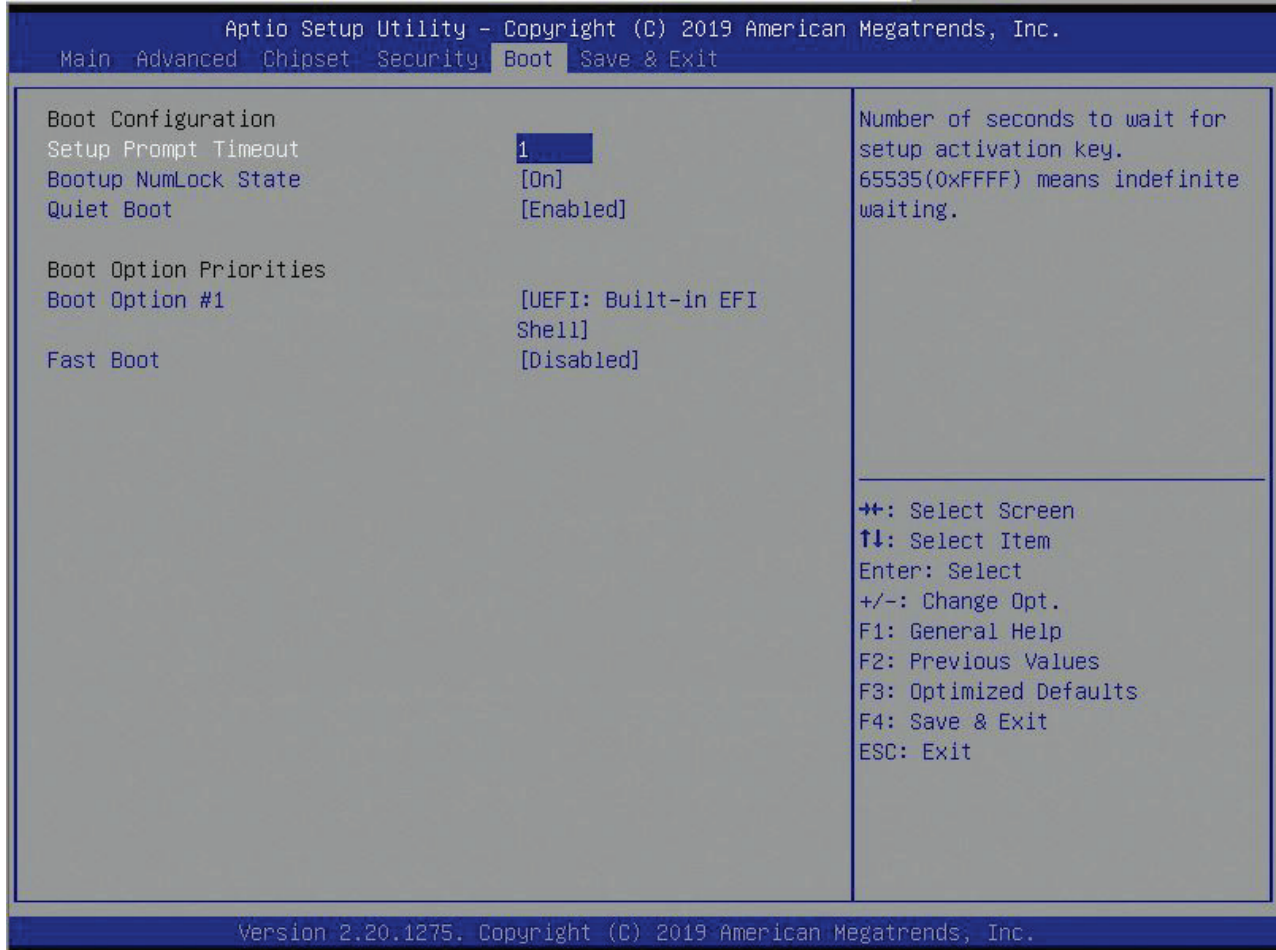 Aptio Setup Utility – Copyright (C) 2019 American Megatrends, Inc.
Main Advanced Chipset Security Boot Save & Exit
Boot Configuration
Setup Prompt Timeout 1
Bootup NumLock State [On]
Quiet Boot [Enabled]
Boot Option Priorities
Boot Option #1 [UEFI: Built-in EFI
Shell]
Fast Boot [Disabled]
Number of seconds to wait for
setup activation key.
65535(0xFFFF) means indefinite
waiting.
→←: Select Screen
↑↓: Select Item
Enter: Select
+/-: Change Opt.
F1: General Help
F2: Previous Values
F3: Optimized Defaults
F4: Save & Exit
ESC: Exit
Version 2.20.1275. Copyright (C) 2019 American Megatrends, Inc.